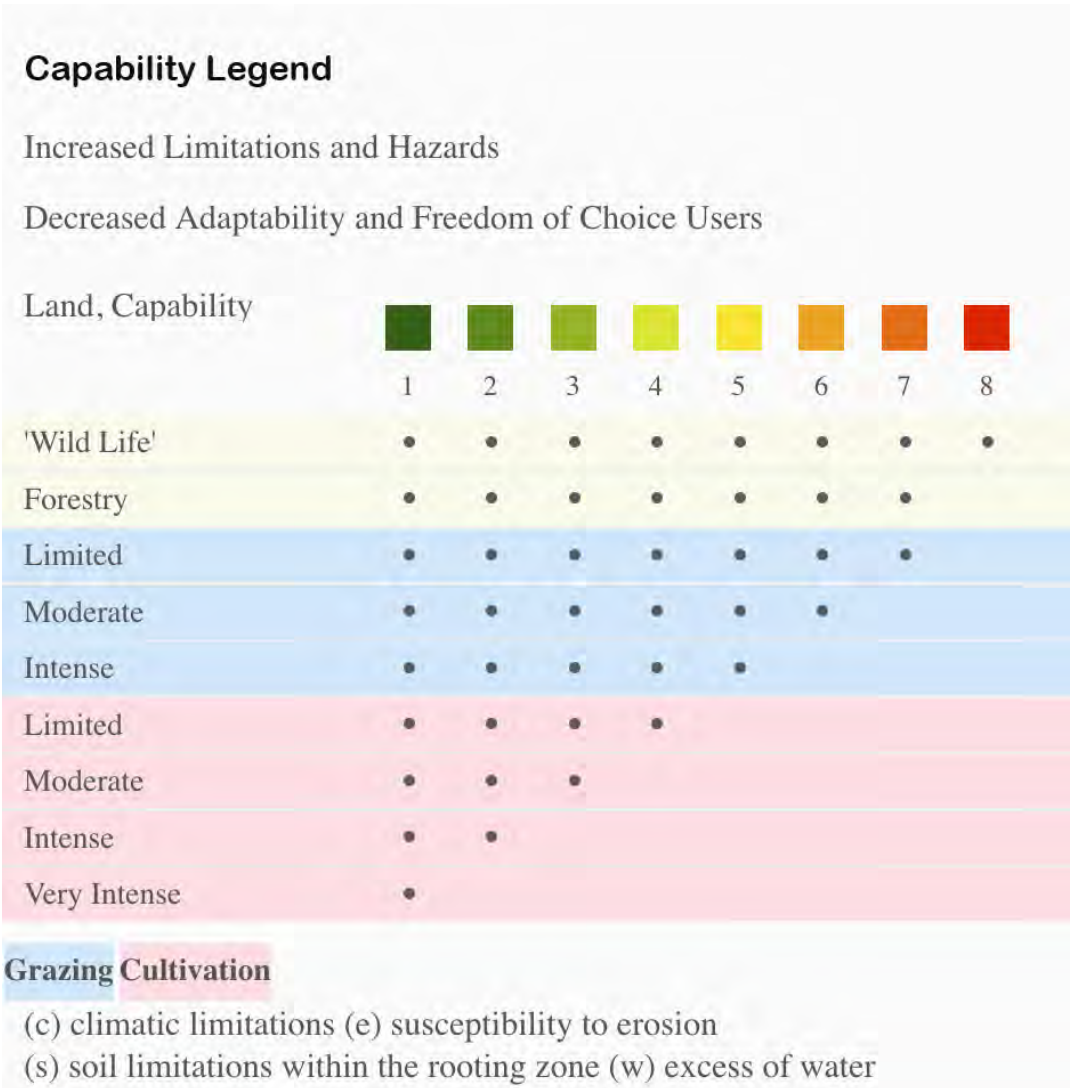 Capability Legend
Increased Limitations and Hazards
Decreased Adaptability and Freedom of Choice Users
Land, Capability
1 2 3 4 5 6 7 8
'Wild Life' • • • • • • • •
Forestry • • • • • • •
Limited • • • • • • •
Moderate • • • • • •
Intense • • • • •
Limited • • • •
Moderate • • •
Intense • •
Very Intense •
Grazing Cultivation
(c) climatic limitations (e) susceptibility to erosion
(s) soil limitations within the rooting zone (w) excess of water